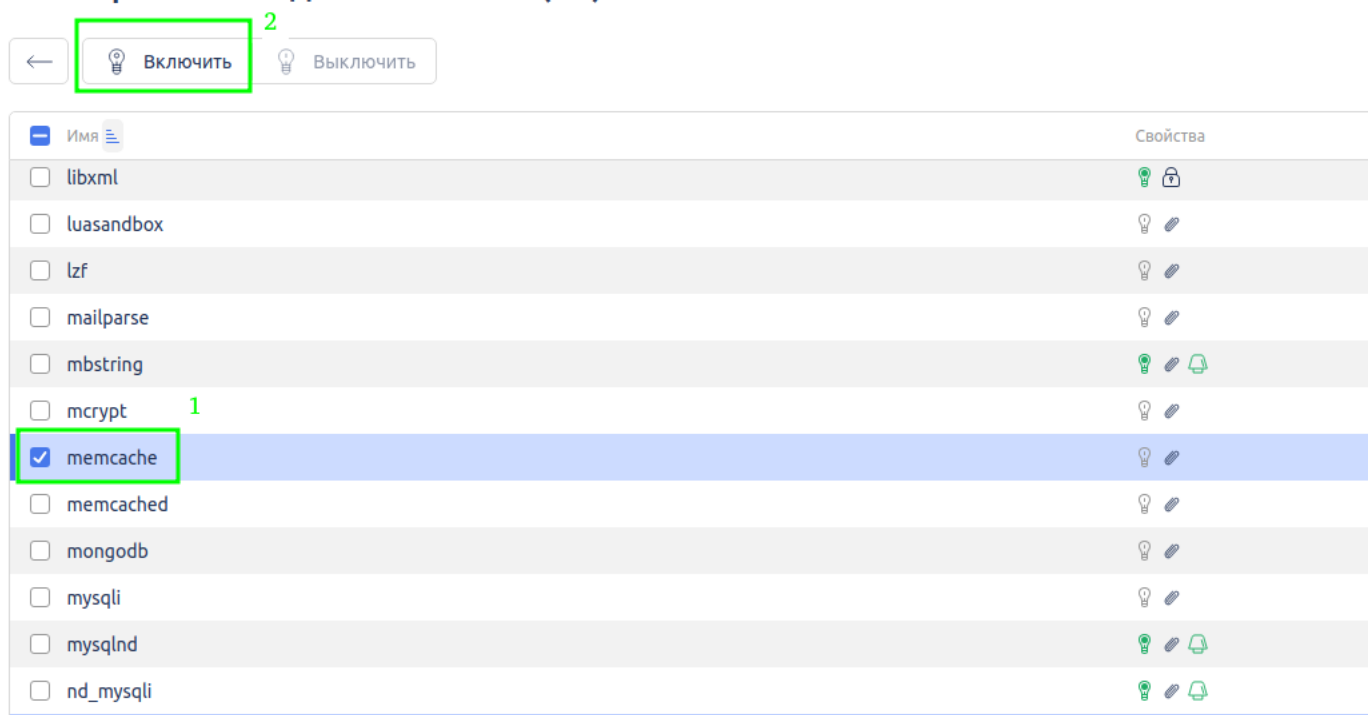 2
Включить
Выключить
Имя
Свойства
libxml
luasandbox
lzf
mailparse
mbstring
mcrypt
1
memcache
memcached
mongodb
mysqli
mysqlnd
nd_mysqli